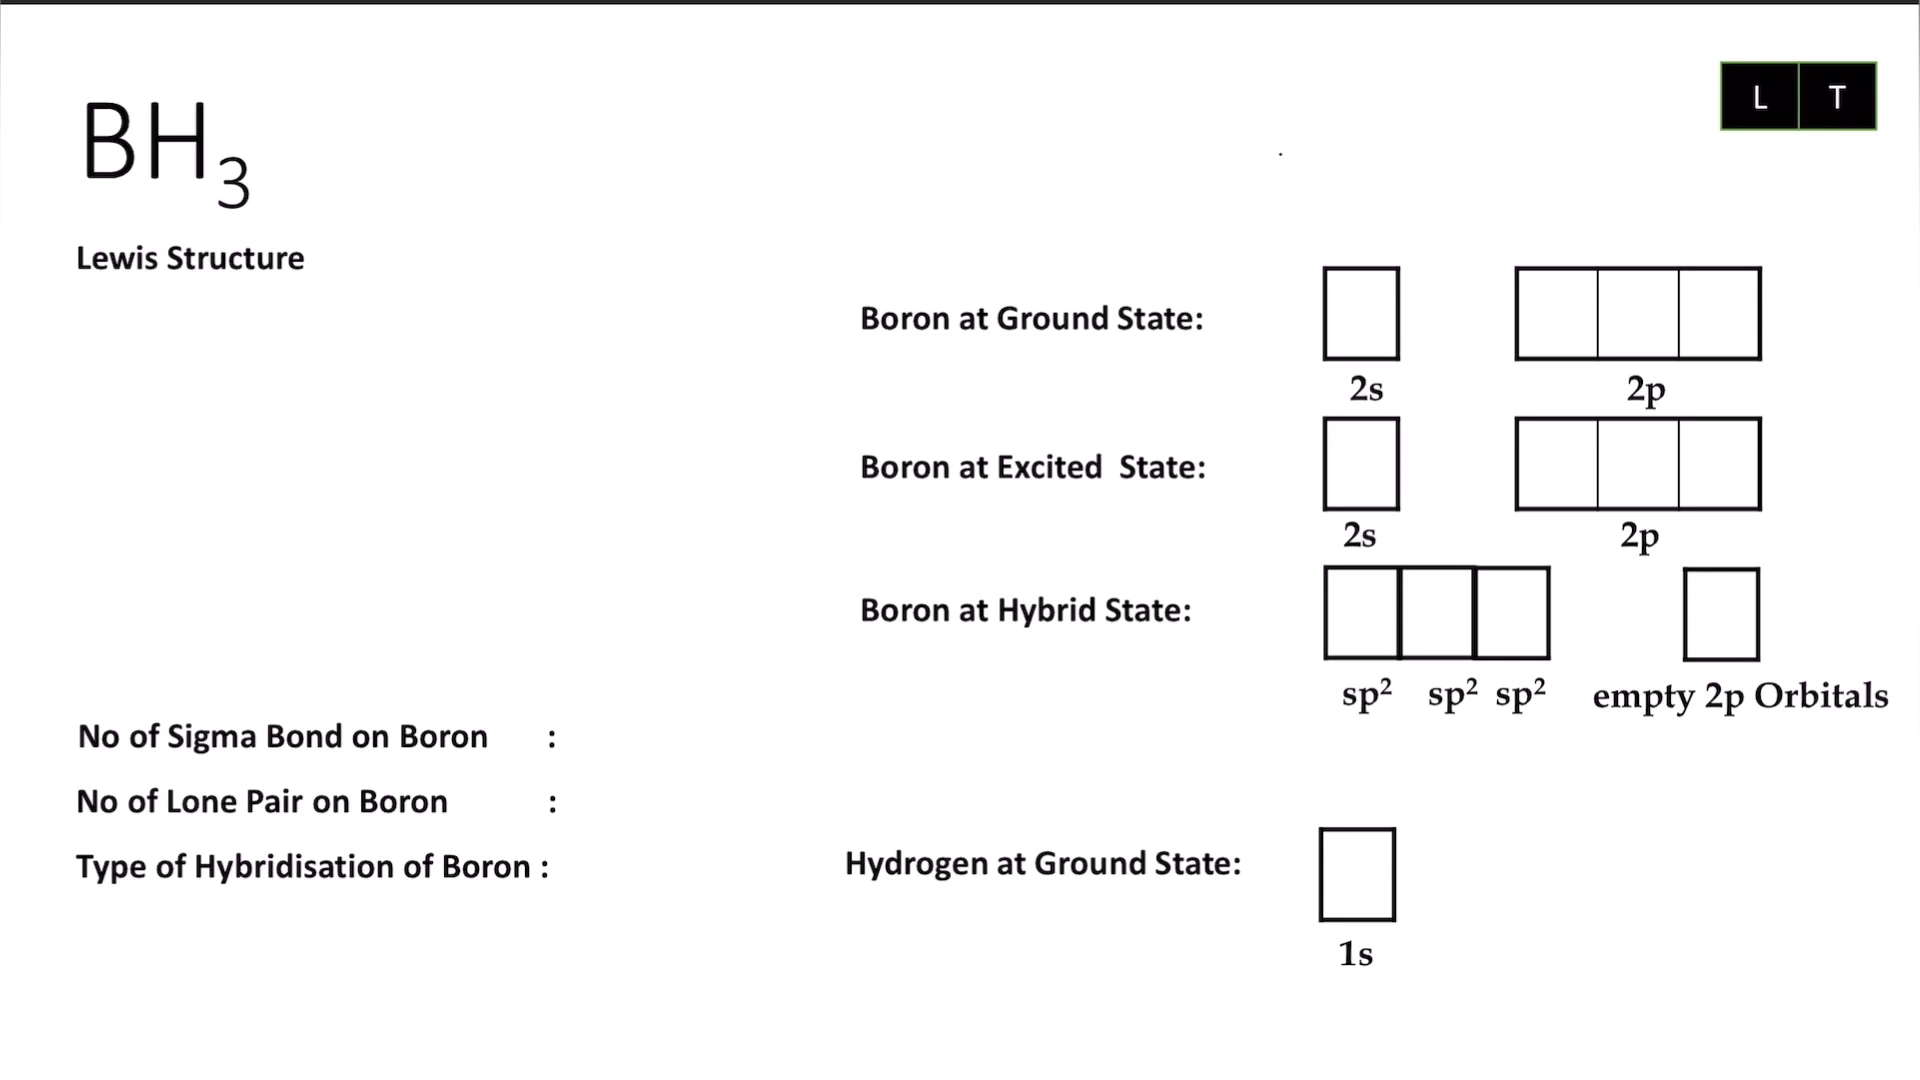 L T
BH₃
Lewis Structure
Boron at Ground State:
2s 2p
Boron at Excited State:
2s 2p
Boron at Hybrid State:
sp² sp² sp² empty 2p Orbitals
No of Sigma Bond on Boron :
No of Lone Pair on Boron :
Type of Hybridisation of Boron :
Hydrogen at Ground State:
1s